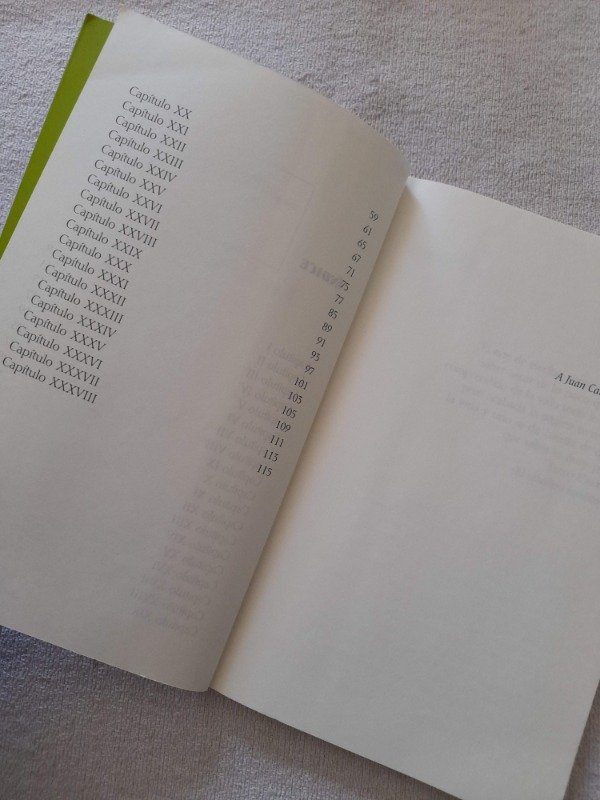 Capítulo XX 59
Capítulo XXI 61
Capítulo XXII 65
Capítulo XXIII 67
Capítulo XXIV 71
Capítulo XXV 75
Capítulo XXVI 77
Capítulo XXVII 85
Capítulo XXVIII 89
Capítulo XXIX 91
Capítulo XXX 95
Capítulo XXXI 97
Capítulo XXXII 101
Capítulo XXXIII 105
Capítulo XXXIV 105
Capítulo XXXV 109
Capítulo XXXVI 111
Capítulo XXXVII 115
Capítulo XXXVIII 115
A Juan